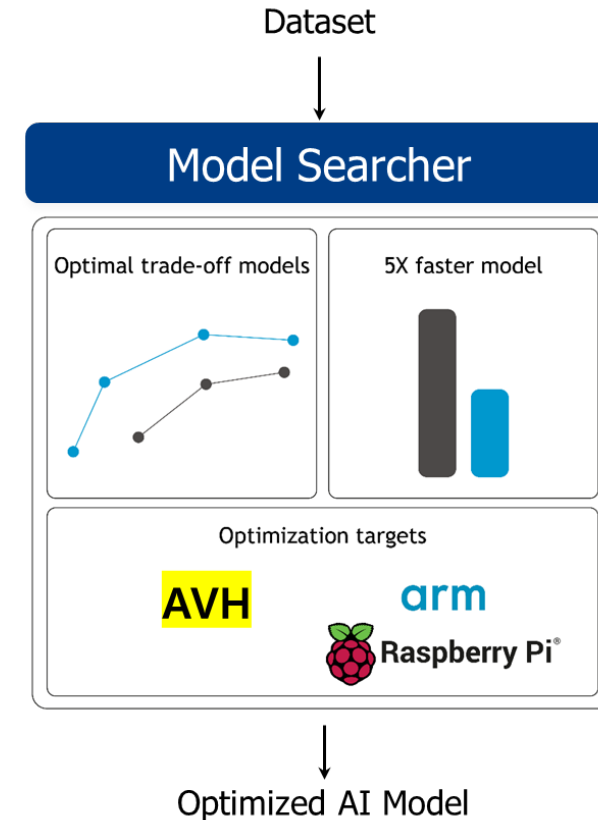 Dataset
Model Searcher
Optimal trade-off models
5X faster model
Optimization targets
AVH
arm
Raspberry Pi®
Optimized AI Model